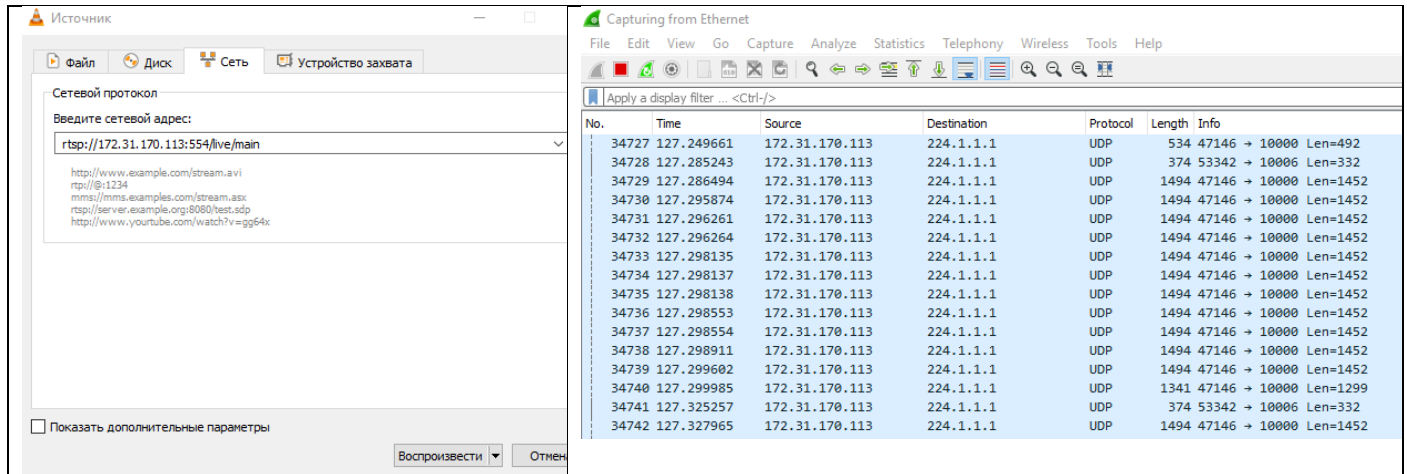 Источник
Файл Диск Сеть Устройство захвата
Сетевой протокол
Введите сетевой адрес:
rtsp://172.31.170.113:554/live/main
http://www.example.com/stream.avi
rtp://@:1234
mms://mms.examples.com/stream.asx
rtsp://server.example.org:8080/test.sdp
http://www.yourtube.com/watch?v=gg64x
Показать дополнительные параметры
Воспроизвести Отмена
Capturing from Ethernet
File Edit View Go Capture Analyze Statistics Telephony Wireless Tools Help
Apply a display filter ... <Ctrl-/>
No. Time Source Destination Protocol Length Info
34727 127.249661 172.31.170.113 224.1.1.1 UDP 534 47146 → 10000 Len=492
34728 127.285243 172.31.170.113 224.1.1.1 UDP 374 53342 → 10006 Len=332
34729 127.286494 172.31.170.113 224.1.1.1 UDP 1494 47146 → 10000 Len=1452
34730 127.295874 172.31.170.113 224.1.1.1 UDP 1494 47146 → 10000 Len=1452
34731 127.296261 172.31.170.113 224.1.1.1 UDP 1494 47146 → 10000 Len=1452
34732 127.296264 172.31.170.113 224.1.1.1 UDP 1494 47146 → 10000 Len=1452
34733 127.298135 172.31.170.113 224.1.1.1 UDP 1494 47146 → 10000 Len=1452
34734 127.298137 172.31.170.113 224.1.1.1 UDP 1494 47146 → 10000 Len=1452
34735 127.298138 172.31.170.113 224.1.1.1 UDP 1494 47146 → 10000 Len=1452
34736 127.298553 172.31.170.113 224.1.1.1 UDP 1494 47146 → 10000 Len=1452
34737 127.298554 172.31.170.113 224.1.1.1 UDP 1494 47146 → 10000 Len=1452
34738 127.298911 172.31.170.113 224.1.1.1 UDP 1494 47146 → 10000 Len=1452
34739 127.299602 172.31.170.113 224.1.1.1 UDP 1494 47146 → 10000 Len=1452
34740 127.299985 172.31.170.113 224.1.1.1 UDP 1341 47146 → 10000 Len=1299
34741 127.325257 172.31.170.113 224.1.1.1 UDP 374 53342 → 10006 Len=332
34742 127.327965 172.31.170.113 224.1.1.1 UDP 1494 47146 → 10000 Len=1452